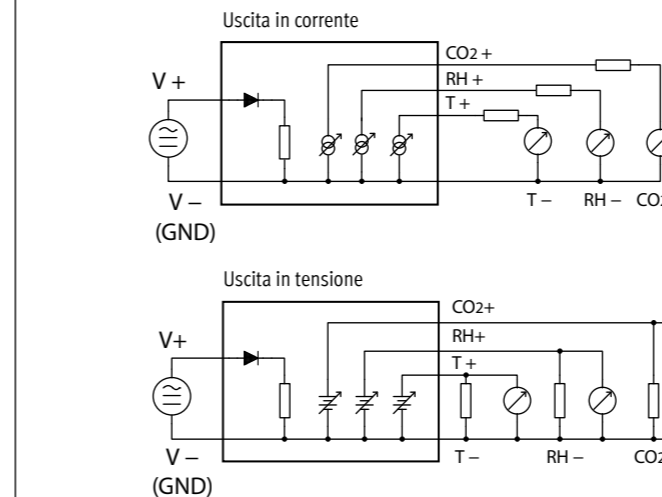 Uscita in corrente
CO2 +
RH +
T +
V +
V –
(GND)
T – RH –
Uscita in tensione
CO2+
RH+
T +
V+
V –
(GND)
T – RH –